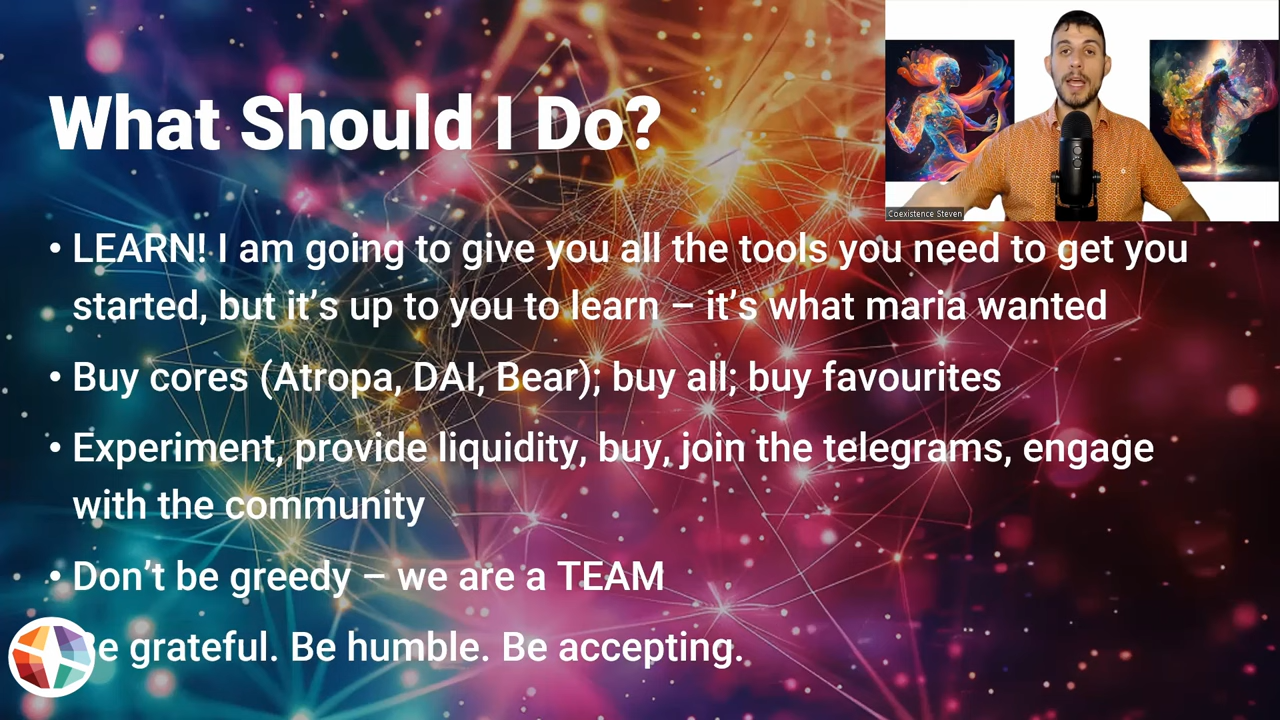 What Should I Do?
Coexistence Steven
• LEARN! I am going to give you all the tools you need to get you
started, but it’s up to you to learn – it’s what maria wanted
• Buy cores (Atropa, DAI, Bear); buy all; buy favourites
• Experiment, provide liquidity, buy, join the telegrams, engage
with the community
• Don’t be greedy – we are a TEAM
Be grateful. Be humble. Be accepting.